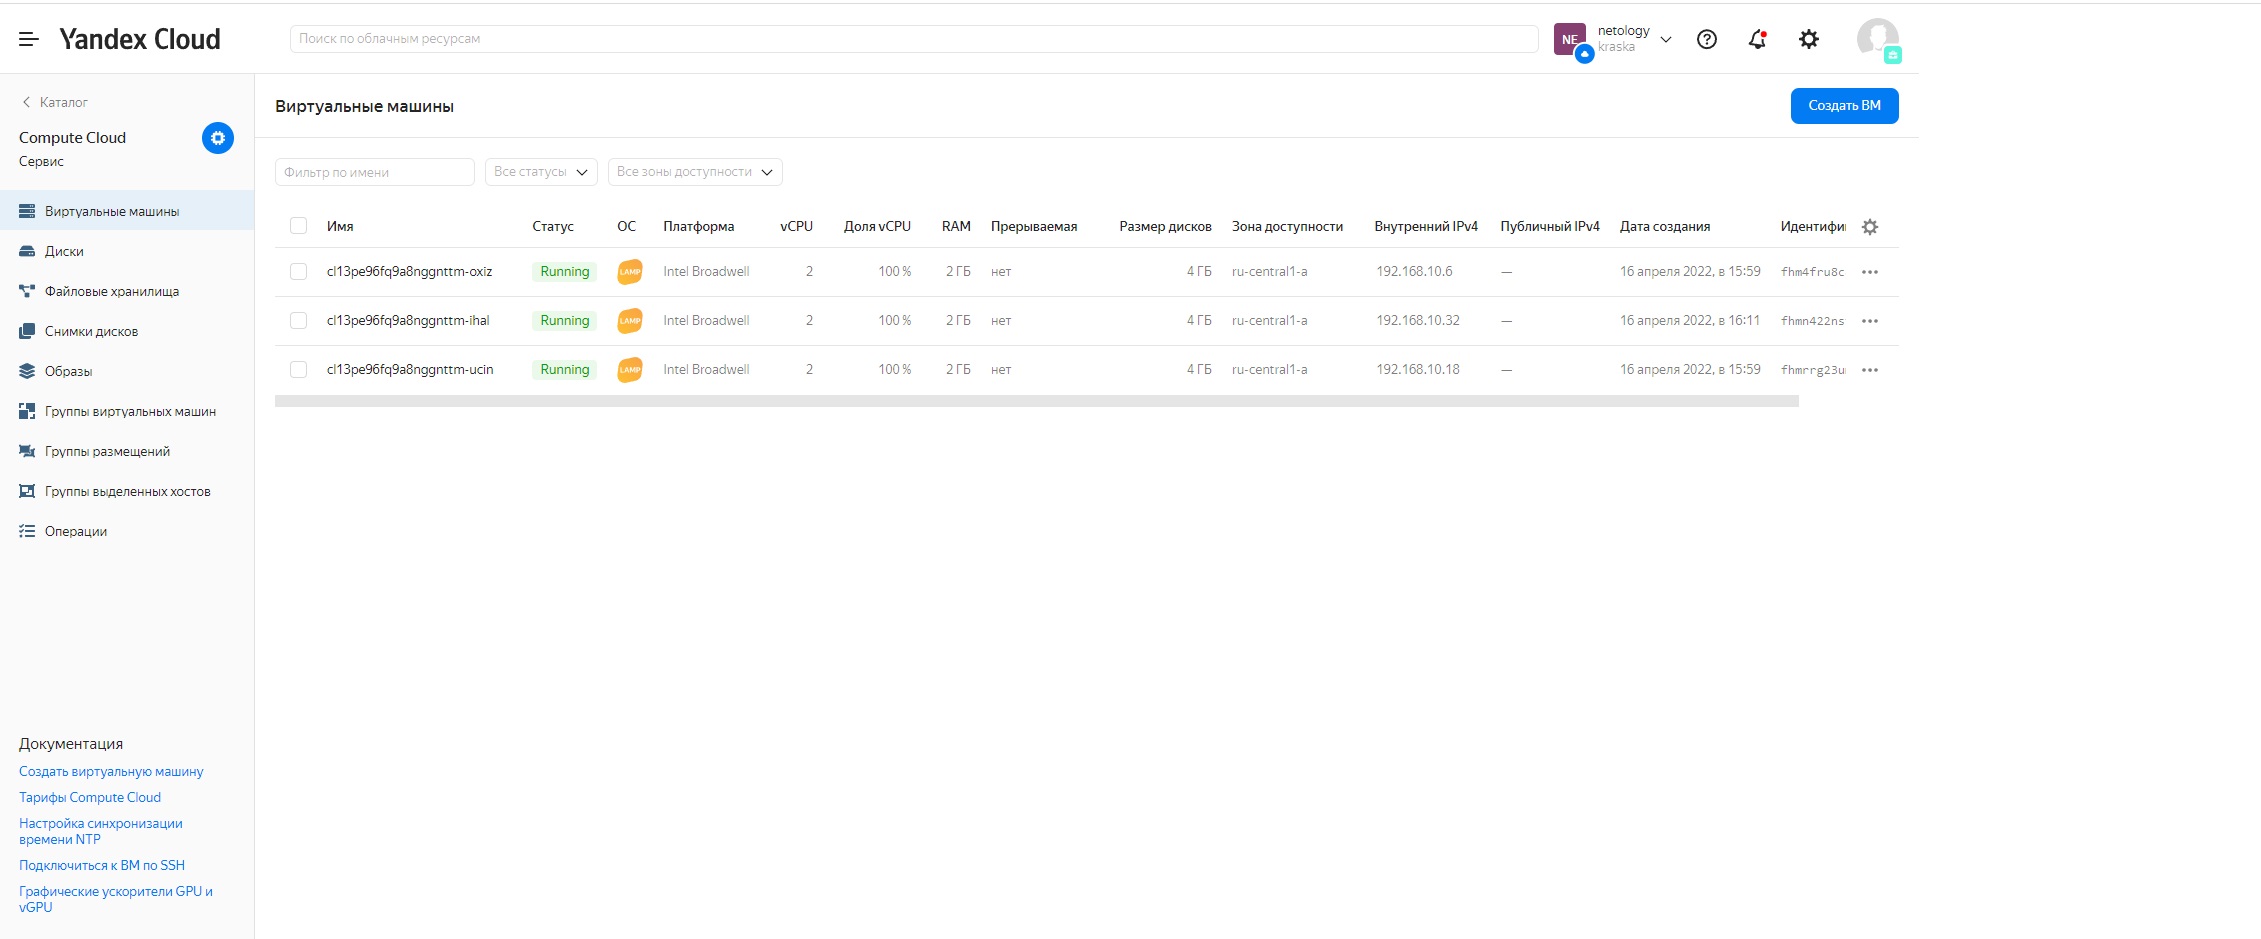 Yandex Cloud
Поиск по облачным ресурсам
NE
netology
kraska
Каталог
Compute Cloud
Сервис
Виртуальные машины
Диски
Файловые хранилища
Снимки дисков
Образы
Группы виртуальных машин
Группы размещений
Группы выделенных хостов
Операции
Документация
Создать виртуальную машину
Тарифы Compute Cloud
Настройка синхронизации
времени NTP
Подключиться к ВМ по SSH
Графические ускорители GPU и
vGPU
Виртуальные машины
Создать ВМ
Фильтр по имени Все статусы Все зоны доступности
Имя Статус ОС Платформа vCPU Доля vCPU RAM Прерываемая Размер дисков Зона доступности Внутренний IPv4 Публичный IPv4 Дата создания Идентифи
cl13pe96fq9a8nggnttm-oxiz Running LAMP Intel Broadwell 2 100 % 2 ГБ нет 4 ГБ ru-central1-a 192.168.10.6 — 16 апреля 2022, в 15:59 fhm4fru8c
cl13pe96fq9a8nggnttm-ihal Running LAMP Intel Broadwell 2 100 % 2 ГБ нет 4 ГБ ru-central1-a 192.168.10.32 — 16 апреля 2022, в 16:11 fhmn422ns
cl13pe96fq9a8nggnttm-ucin Running LAMP Intel Broadwell 2 100 % 2 ГБ нет 4 ГБ ru-central1-a 192.168.10.18 — 16 апреля 2022, в 15:59 fhmrrg23u